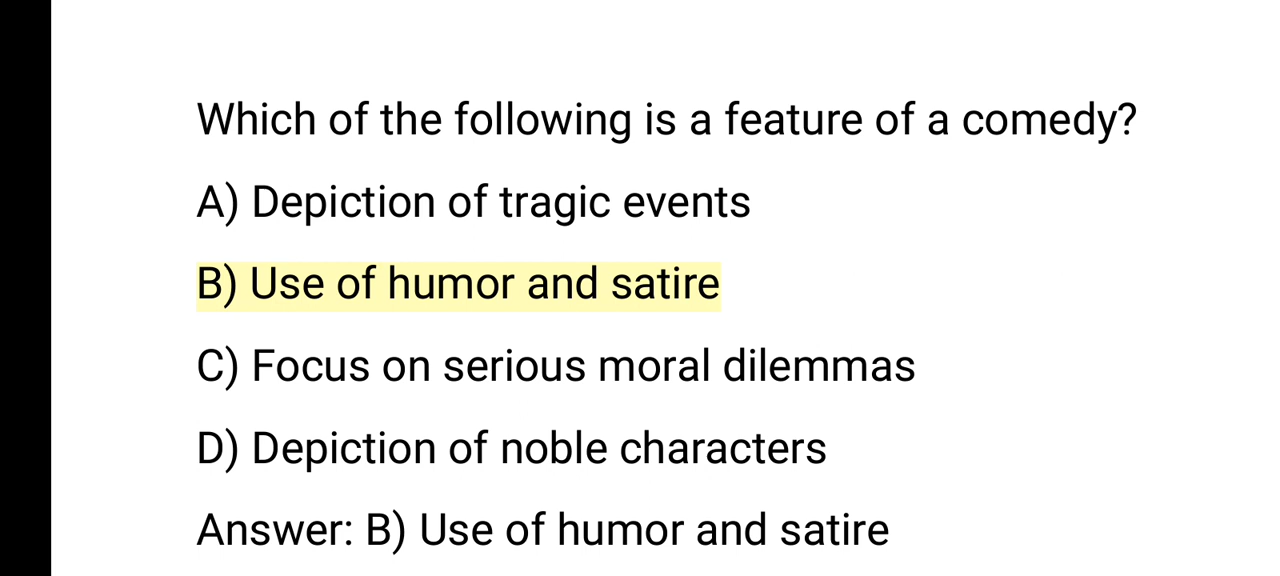 Which of the following is a feature of a comedy?
A) Depiction of tragic events
B) Use of humor and satire
C) Focus on serious moral dilemmas
D) Depiction of noble characters
Answer: B) Use of humor and satire